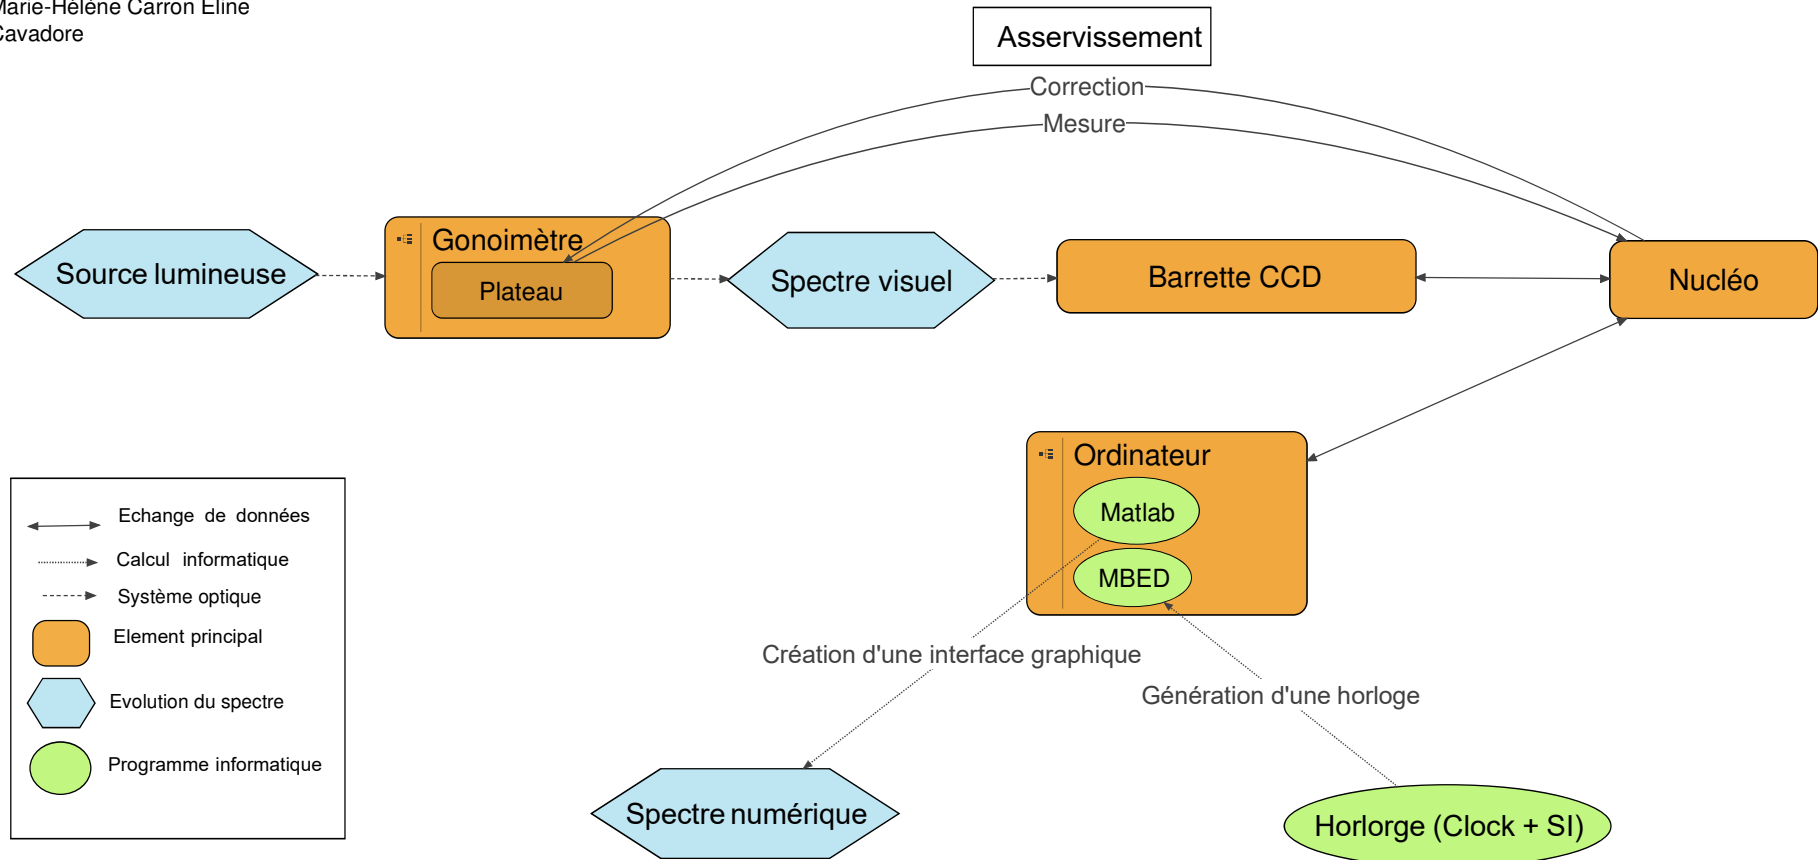 Marie-Hélène Carron Eline
Cavadore
Asservissement
Correction
Mesure
Source lumineuse
Gonoimètre
Plateau
Spectre visuel
Barrette CCD
Nucléo
Ordinateur
Matlab
MBED
Echange de données
Calcul informatique
Système optique
Element principal
Evolution du spectre
Programme informatique
Création d'une interface graphique
Génération d'une horloge
Spectre numérique
Horlorge (Clock + SI)